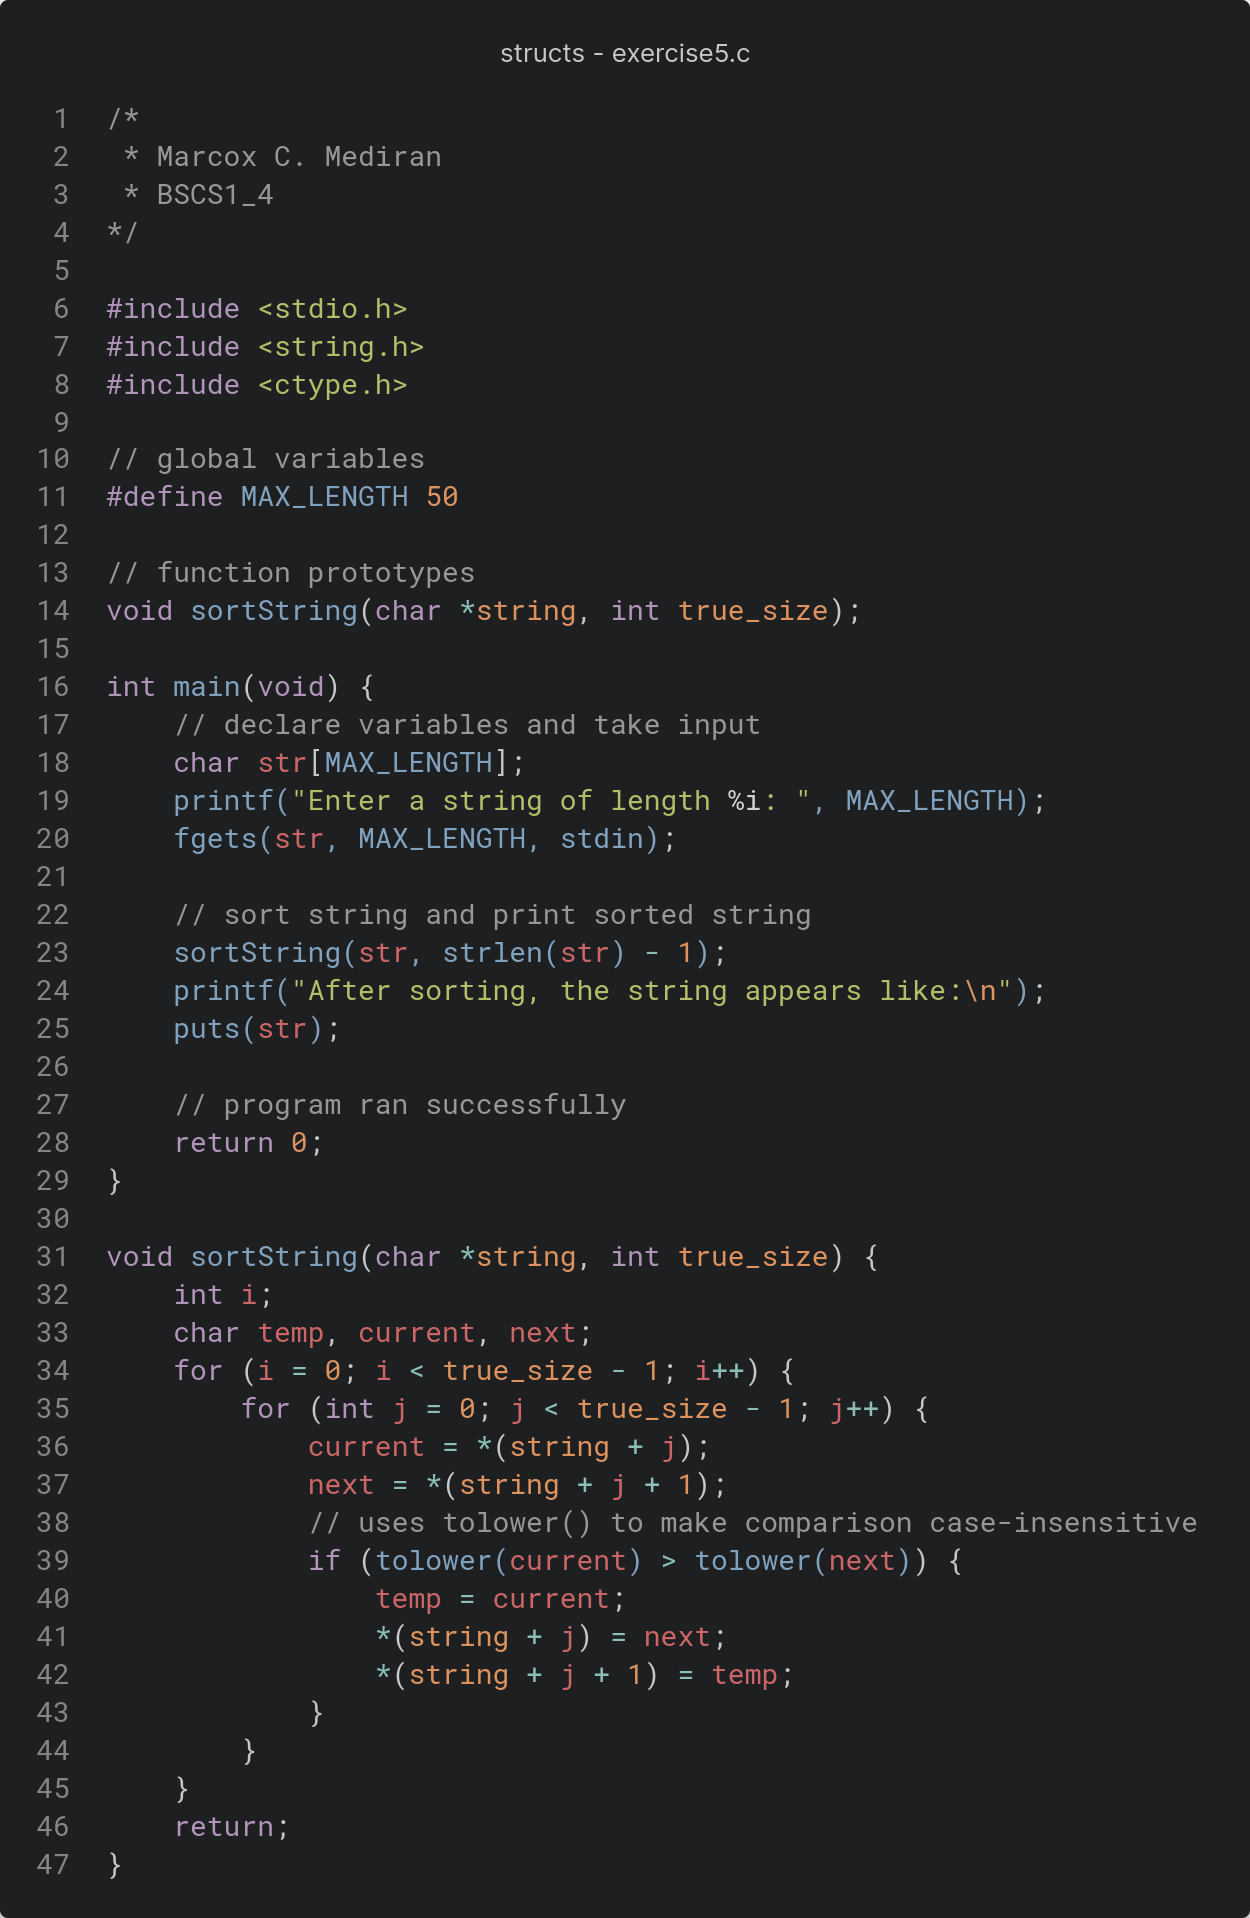 structs - exercise5.c
1 /*
2  * Marcox C. Mediran
3  * BSCS1_4
4 */
5
6 #include <stdio.h>
7 #include <string.h>
8 #include <ctype.h>
9
10 // global variables
11 #define MAX_LENGTH 50
12
13 // function prototypes
14 void sortString(char *string, int true_size);
15
16 int main(void) {
17     // declare variables and take input
18     char str[MAX_LENGTH];
19     printf("Enter a string of length %i: ", MAX_LENGTH);
20     fgets(str, MAX_LENGTH, stdin);
21
22     // sort string and print sorted string
23     sortString(str, strlen(str) - 1);
24     printf("After sorting, the string appears like:\n");
25     puts(str);
26
27     // program ran successfully
28     return 0;
29 }
30
31 void sortString(char *string, int true_size) {
32     int i;
33     char temp, current, next;
34     for (i = 0; i < true_size - 1; i++) {
35         for (int j = 0; j < true_size - 1; j++) {
36             current = *(string + j);
37             next = *(string + j + 1);
38             // uses tolower() to make comparison case-insensitive
39             if (tolower(current) > tolower(next)) {
40                 temp = current;
41                 *(string + j) = next;
42                 *(string + j + 1) = temp;
43             }
44         }
45     }
46     return;
47 }